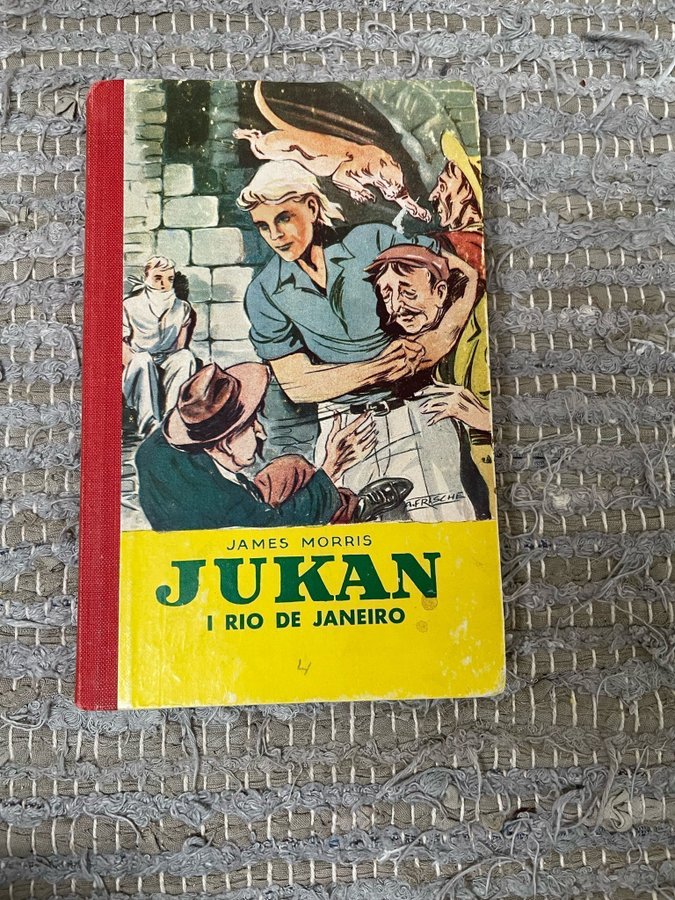 A.FRISCHE
JAMES MORRIS
JUKAN
I RIO DE JANEIRO
4